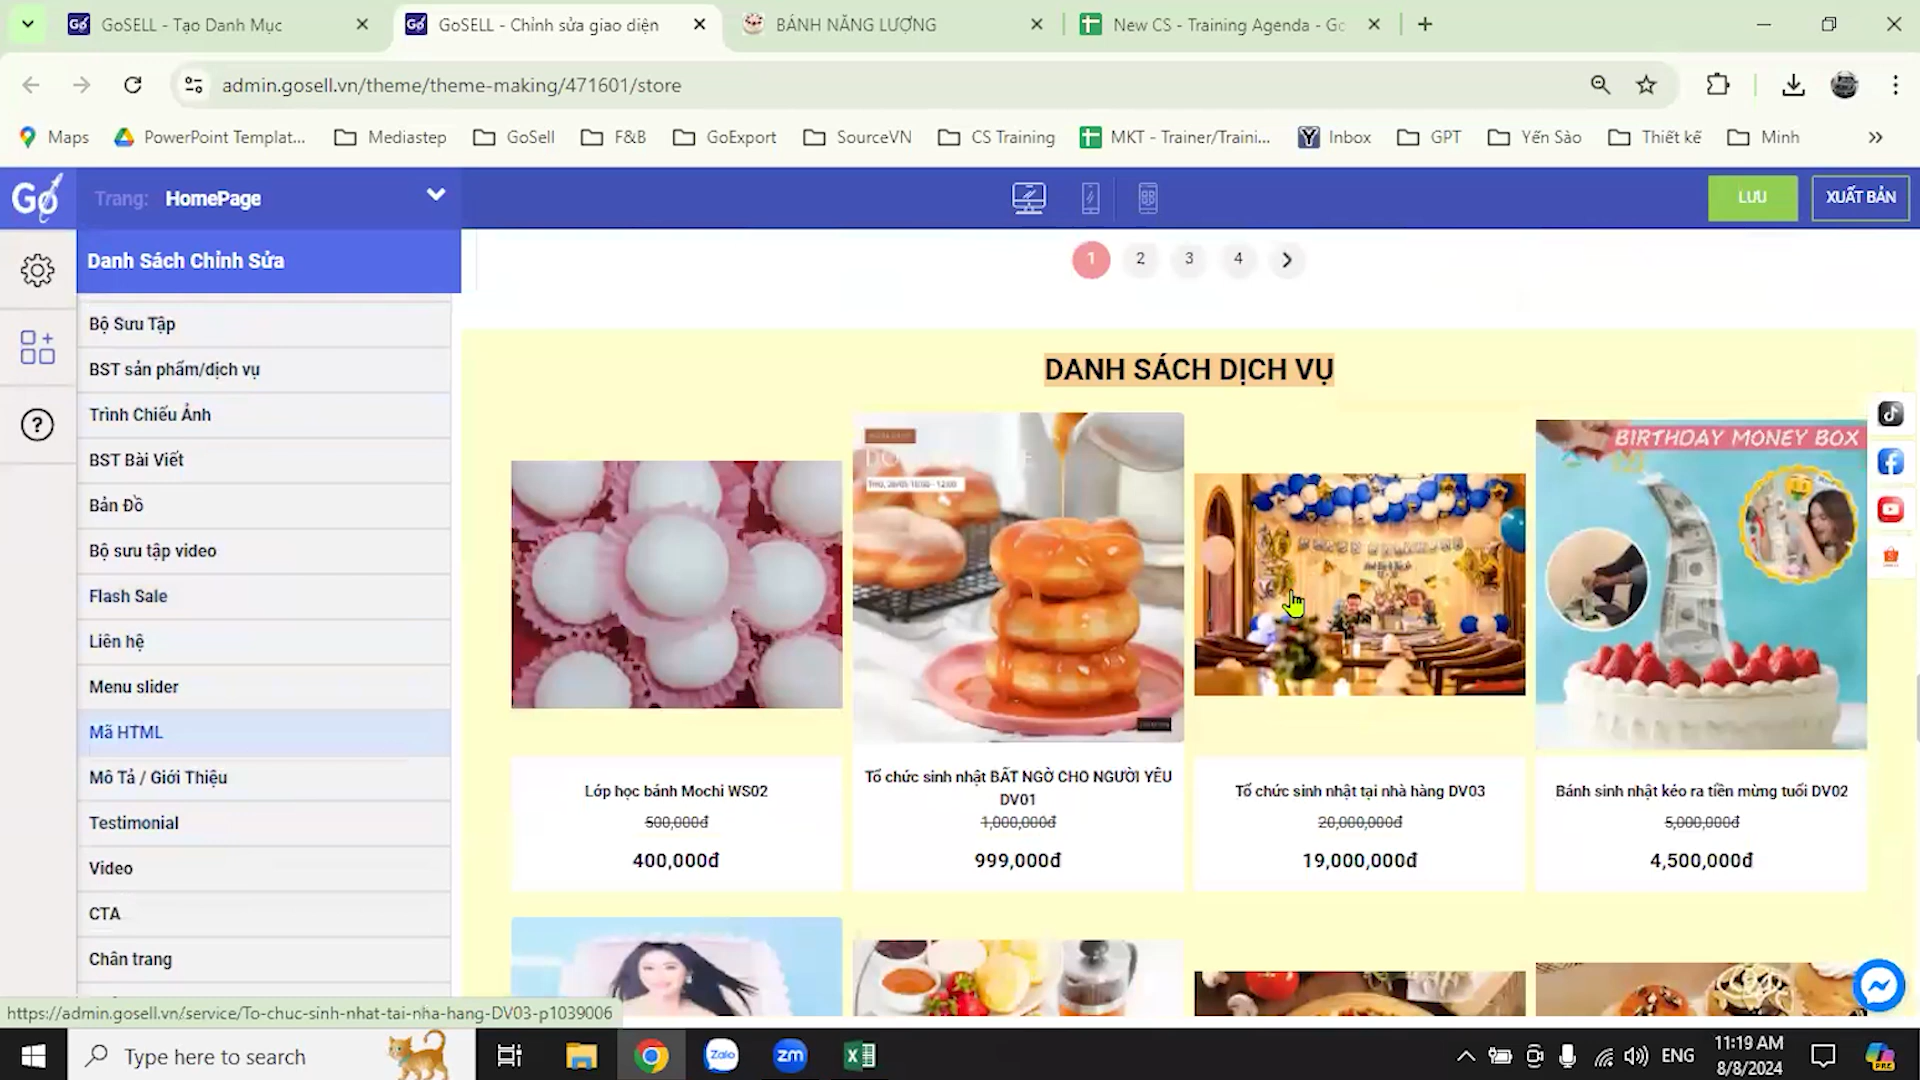 GoSELL - Tạo Danh Mục
GoSELL - Chỉnh sửa giao diện
BÁNH NĂNG LƯỢNG
New CS - Training Agenda - Go
admin.gosell.vn/theme/theme-making/471601/store
Maps
PowerPoint Templat...
Mediastep
GoSell
F&B
GoExport
SourceVN
CS Training
MKT - Trainer/Traini...
Inbox
GPT
Yến Sào
Thiết kế
Minh
Go
Trang: HomePage
LƯU
XUẤT BẢN
Danh Sách Chỉnh Sửa
1 2 3 4
Bộ Sưu Tập
BST sản phẩm/dịch vụ
Trình Chiếu Ảnh
BST Bài Viết
Bản Đồ
Bộ sưu tập video
Flash Sale
Liên hệ
Menu slider
Mã HTML
Mô Tả / Giới Thiệu
Testimonial
Video
CTA
Chân trang
DANH SÁCH DỊCH VỤ
BIRTHDAY MONEY BOX
Lớp học bánh Mochi WS02
500,000đ
400,000đ
Tổ chức sinh nhật BẤT NGỜ CHO NGƯỜI YÊU
DV01
1,000,000đ
999,000đ
Tổ chức sinh nhật tại nhà hàng DV03
20,000,000đ
19,000,000đ
Bánh sinh nhật kéo ra tiền mừng tuổi DV02
5,000,000đ
4,500,000đ
https://admin.gosell.vn/service/To-chuc-sinh-nhat-tai-nha-hang-DV03-p1039006
Type here to search
Zalo
zm
ENG
11:19 AM
8/8/2024
PRE